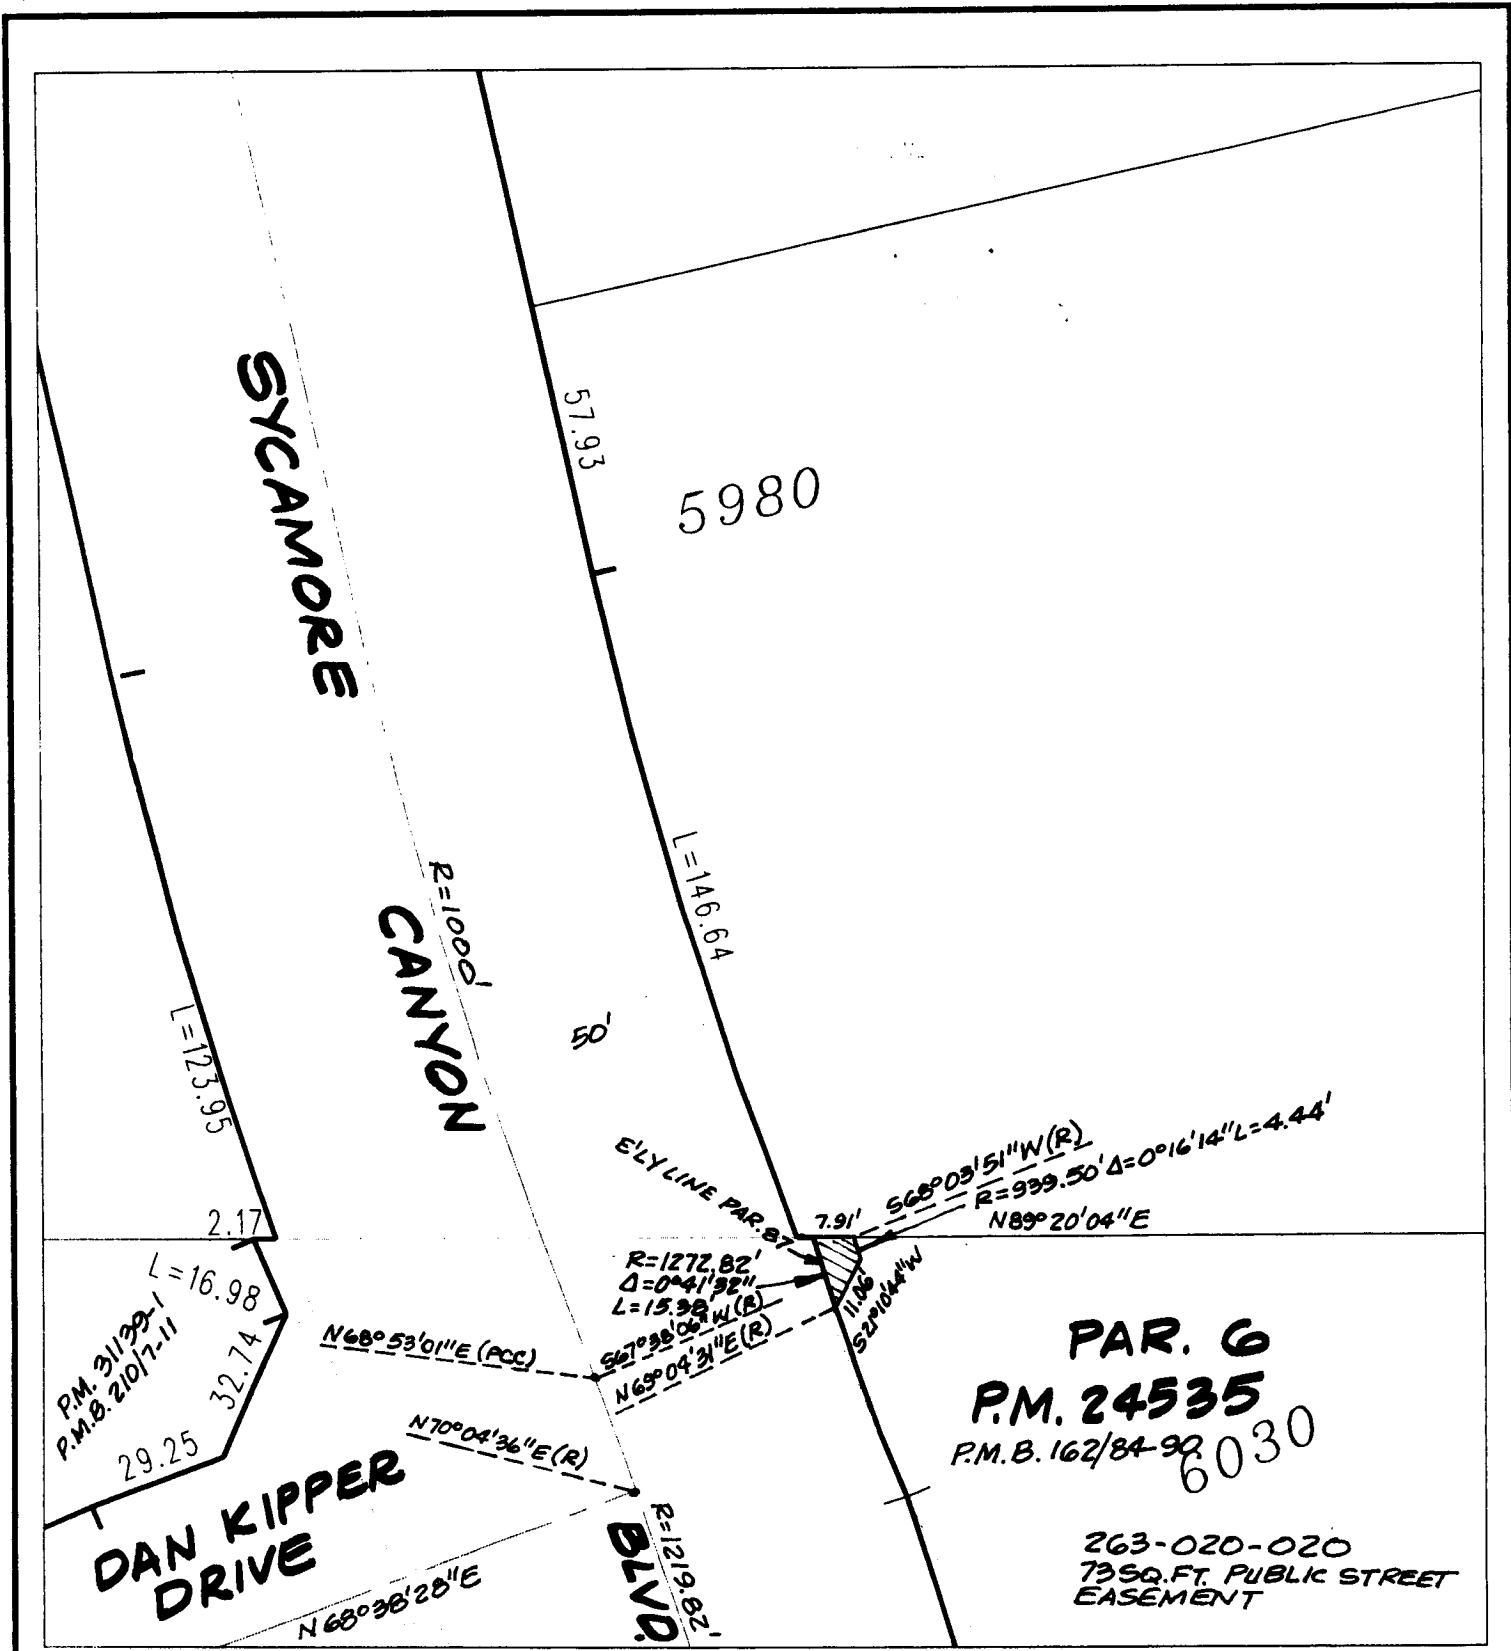 SYCAMORE
57.93
5980
R=1000'
CANYON
L=146.64
50'
L=123.95
E'LY LINE PAR. 87
S68°03'51"W(R)
R=939.50' Δ=0°16'14" L=4.44'
7.91'
N89°20'04"E
2.17
R=1272.82'
Δ=0°41'32"
L=15.38'
S67°38'06"W(R)
N69°04'31"E(R)
11.06'
S21°10'44"W
L=16.98
P.M. 31139-1
P.M.B. 210/7-11
32.74
N68°53'01"E (PCC)
29.25
N70°04'36"E(R)
PAR. 6
P.M. 24535
P.M.B. 162/84-90
6030
DAN KIPPER
DRIVE
N68°38'28"E
BLVD.
R=1219.82'
263-020-020
73 SQ.FT. PUBLIC STREET
EASEMENT